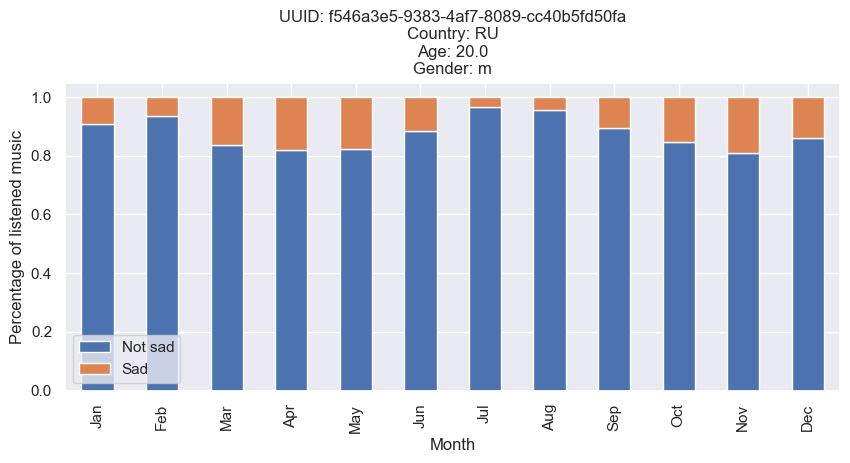 UUID: f546a3e5-9383-4af7-8089-cc40b5fd50fa
Country: RU
Age: 20.0
Gender: m
Percentage of listened music
1.0
0.8
0.6
0.4
0.2
0.0
Not sad
Sad
Jan
Feb
Mar
Apr
May
Jun
Jul
Aug
Sep
Oct
Nov
Dec
Month